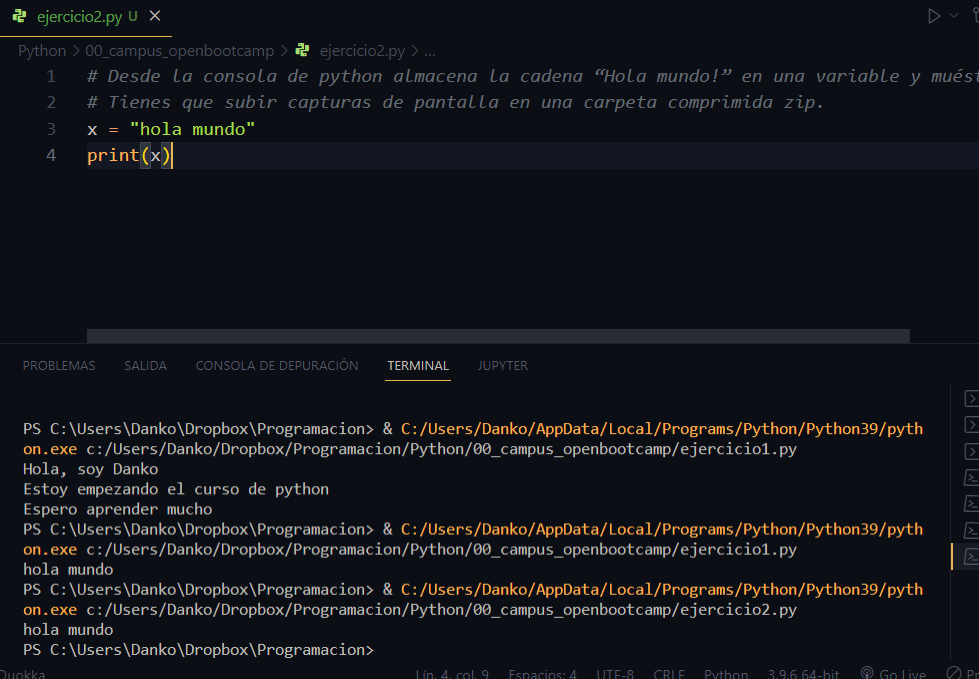 ejercicio2.py U
Python > 00_campus_openbootcamp > ejercicio2.py > ...
1 # Desde la consola de python almacena la cadena “Hola mundo!” en una variable y
2 # Tienes que subir capturas de pantalla en una carpeta comprimida zip.
3 x = "hola mundo"
4 print(x)
PROBLEMAS SALIDA CONSOLA DE DEPURACIÓN TERMINAL JUPYTER
PS C:\Users\Danko\Dropbox\Programacion> & C:/Users/Danko/AppData/Local/Programs/Python/Python39/pyth
on.exe c:/Users/Danko/Dropbox/Programacion/Python/00_campus_openbootcamp/ejercicio1.py
Hola, soy Danko
Estoy empezando el curso de python
Espero aprender mucho
PS C:\Users\Danko\Dropbox\Programacion> & C:/Users/Danko/AppData/Local/Programs/Python/Python39/pyth
on.exe c:/Users/Danko/Dropbox/Programacion/Python/00_campus_openbootcamp/ejercicio1.py
hola mundo
PS C:\Users\Danko\Dropbox\Programacion> & C:/Users/Danko/AppData/Local/Programs/Python/Python39/pyth
on.exe c:/Users/Danko/Dropbox/Programacion/Python/00_campus_openbootcamp/ejercicio2.py
hola mundo
PS C:\Users\Danko\Dropbox\Programacion>
Quokka Lín. 4, col. 9 Espacios: 4 UTF-8 CRLF Python 3.9.6 64-bit Go Live